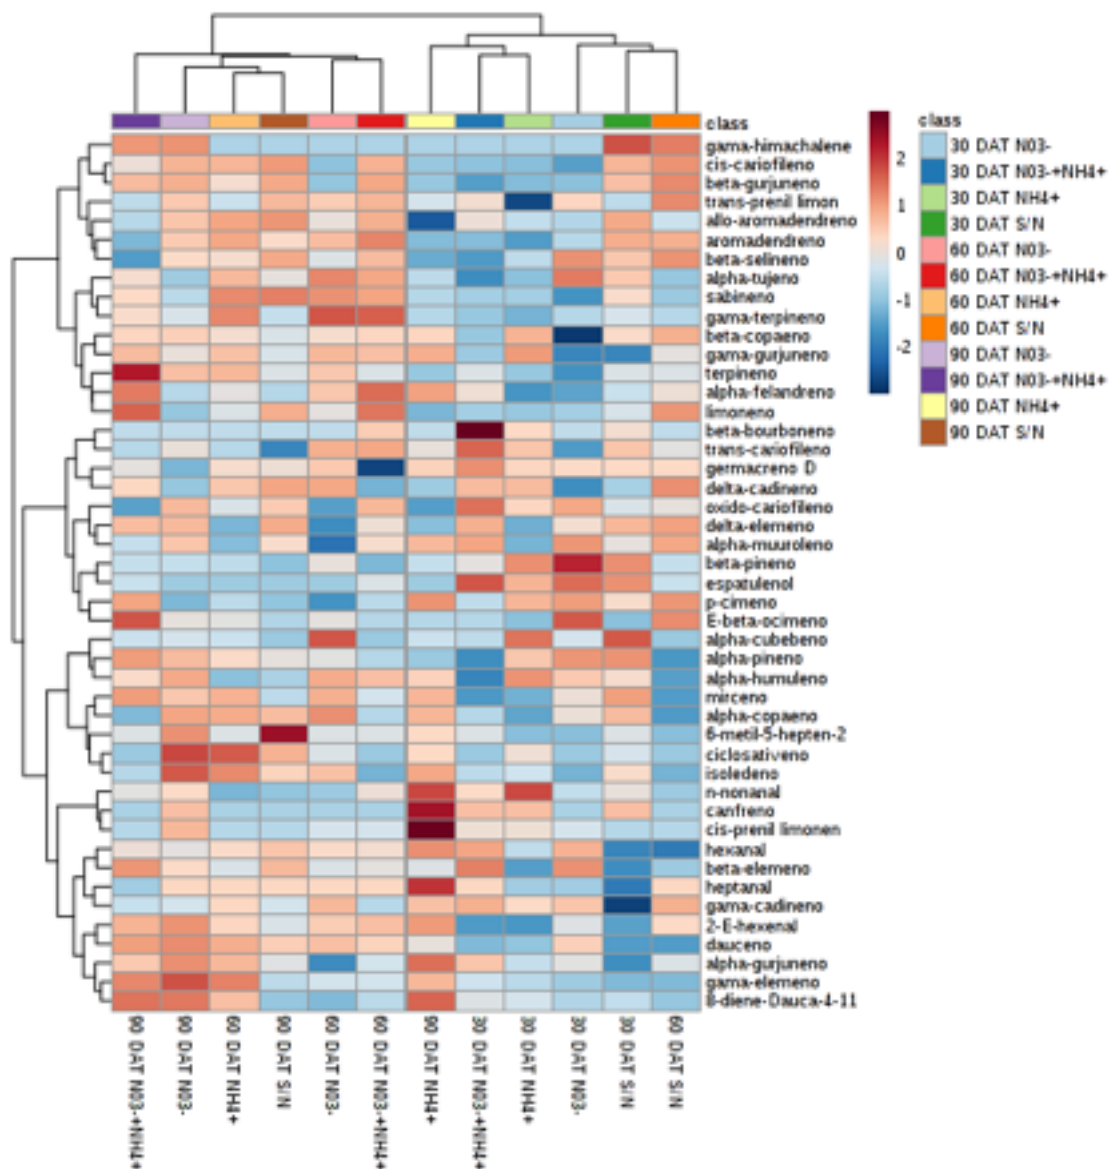 class
gama-himachalene
cis-cariofileno
beta-gurjuneno
trans-prenil limon
allo-aromadendreno
aromadendreno
beta-selineno
alpha-tujeno
sabineno
gama-terpineno
beta-copaeno
gama-gurjuneno
terpineno
alpha-felandreno
limoneno
beta-bourboneno
trans-cariofileno
germacreno D
delta-cadineno
oxido-cariofileno
delta-elemeno
alpha-muuroleno
beta-pineno
espatulenol
p-cimeno
E-beta-ocimeno
alpha-cubebeno
alpha-pineno
alpha-humuleno
mirceno
alpha-copaeno
6-metil-5-hepten-2
ciclosativeno
isoledeno
n-nonanal
canfreno
cis-prenil limonen
hexanal
beta-elemeno
heptanal
gama-cadineno
2-E-hexenal
dauceno
alpha-gurjuneno
gama-elemeno
8-diene-Dauca-4-11
2
1
0
-1
-2
class
30 DAT N03-
30 DAT N03-+NH4+
30 DAT NH4+
30 DAT S/N
60 DAT N03-
60 DAT N03-+NH4+
60 DAT NH4+
60 DAT S/N
90 DAT N03-
90 DAT N03-+NH4+
90 DAT NH4+
90 DAT S/N
90 DAT N03-+NH4+
90 DAT N03-
60 DAT NH4+
90 DAT S/N
60 DAT N03-
60 DAT N03-+NH4+
90 DAT NH4+
30 DAT N03-+NH4+
30 DAT NH4+
30 DAT N03-
30 DAT S/N
60 DAT S/N